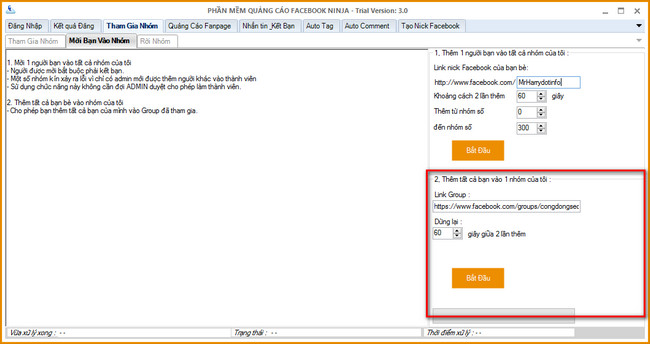 PHẦN MỀM QUẢNG CÁO FACEBOOK NINJA - Trial Version: 3.0
Đăng Nhập Kết quả Đăng Tham Gia Nhóm Quảng Cáo Fanpage Nhắn tin _Kết Bạn Auto Tag Auto Comment Tạo Nick Facebook
Tham Gia Nhóm Mời Bạn Vào Nhóm Rời Nhóm
1. Mời 1 người bạn vào tất cả nhóm của tôi
- Người được mời bắt buộc phải kết bạn.
- Một số nhóm kín xảy ra lỗi vì chỉ có admin mới được thêm người khác vào thành viên
- Sử dụng chức năng này không cần đợi ADMIN duyệt cho phép làm thành viên.
2. Thêm tất cả bạn bè vào nhóm của tôi
- Cho phép bạn thêm tất cả bạn của mình vào Group đã tham gia.
1, Thêm 1 người bạn vào tất cả nhóm của tôi :
Link nick Facebook của bạn bè:
http://www.facebook.com/ MrHarrydotinfo
Khoảng cách 2 lần thêm 60 giây
Thêm từ nhóm số 0
đến nhóm số 300
Bắt Đầu
2, Thêm tất cả bạn vào 1 nhóm của tôi :
Link Group :
https://www.facebook.com/groups/congdongsec
Dừng lại :
60 giây giữa 2 lần thêm
Bắt Đầu
Vừa xử lý xong : - - Trạng thái : - - Thời điểm xử lý : - -